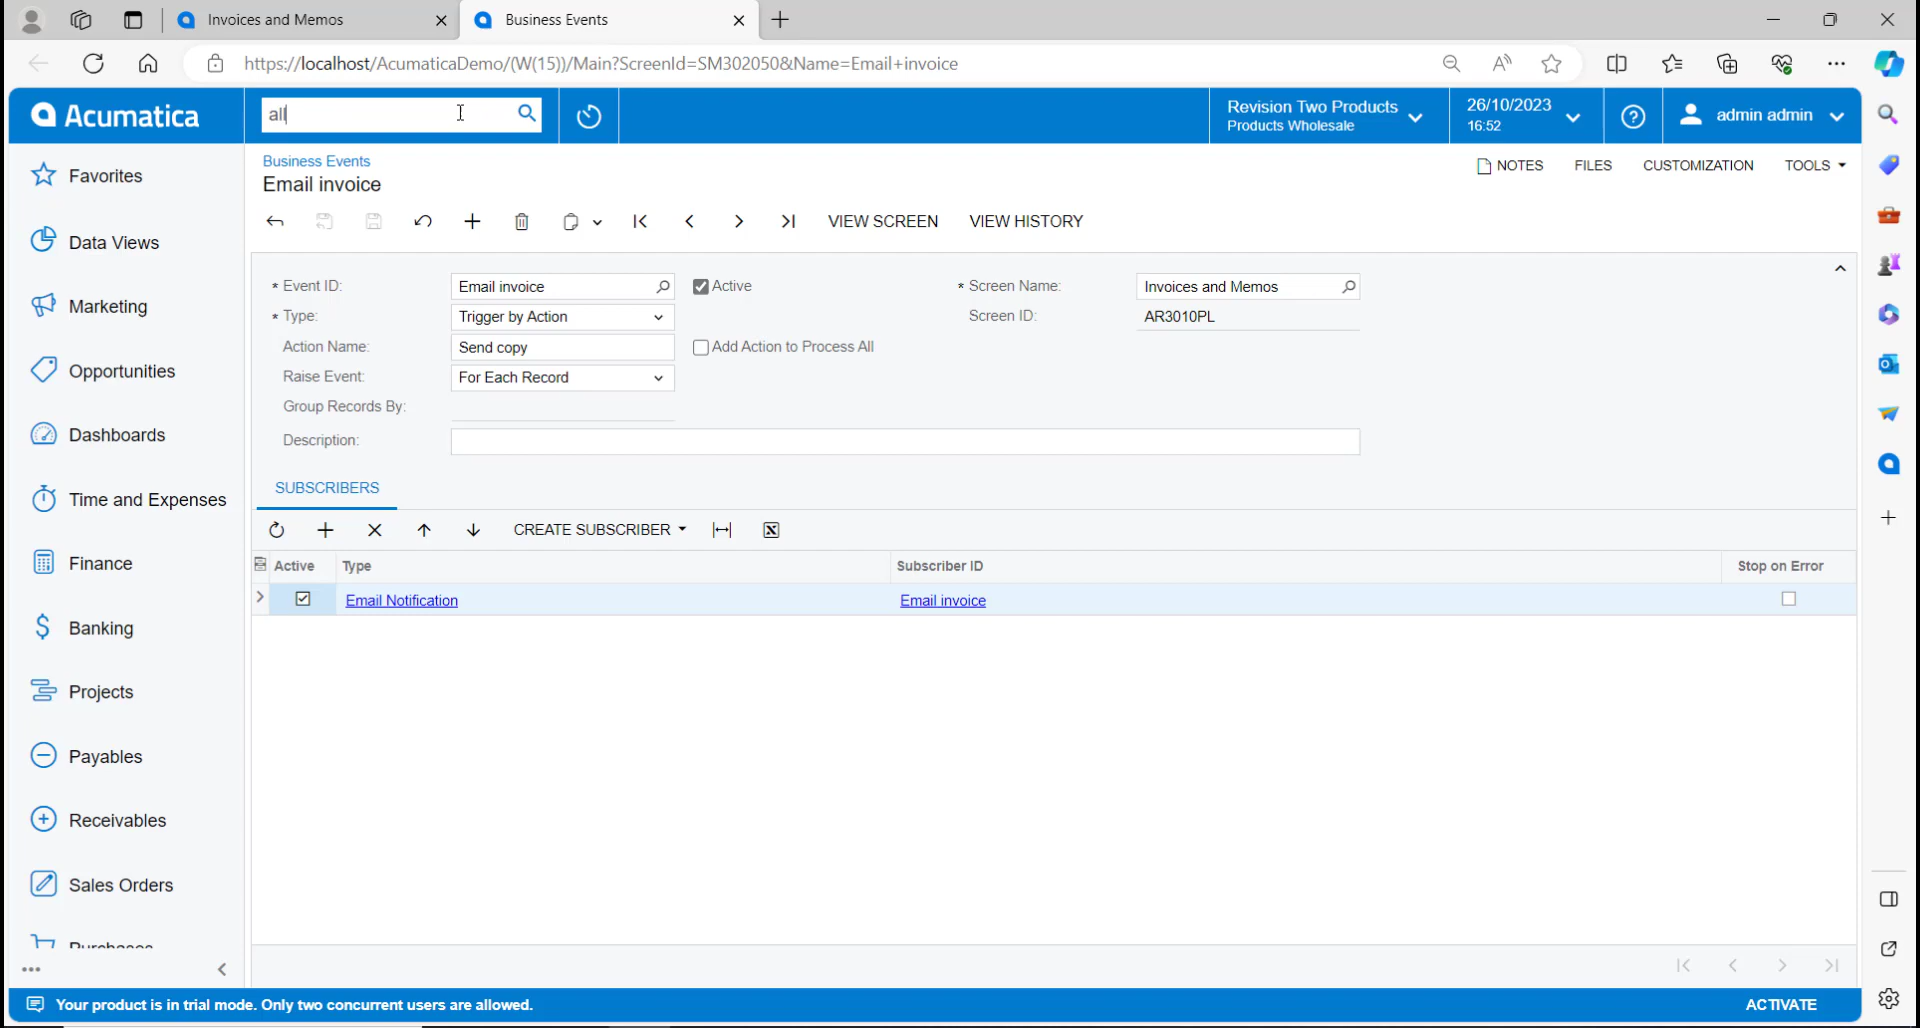 Invoices and Memos
Business Events
https://localhost/AcumaticaDemo/(W(15))/Main?ScreenId=SM302050&Name=Email+invoice
Acumatica
all
Revision Two Products
Products Wholesale
26/10/2023
16:52
admin admin
Favorites
Data Views
Marketing
Opportunities
Dashboards
Time and Expenses
Finance
Banking
Projects
Payables
Receivables
Sales Orders
Purchases
Business Events
Email invoice
NOTES FILES CUSTOMIZATION TOOLS
VIEW SCREEN VIEW HISTORY
* Event ID: Email invoice Active * Screen Name: Invoices and Memos
* Type: Trigger by Action Screen ID: AR3010PL
Action Name: Send copy Add Action to Process All
Raise Event: For Each Record
Group Records By:
Description:
SUBSCRIBERS
CREATE SUBSCRIBER
Active Type Subscriber ID Stop on Error
Email Notification Email invoice
Your product is in trial mode. Only two concurrent users are allowed. ACTIVATE